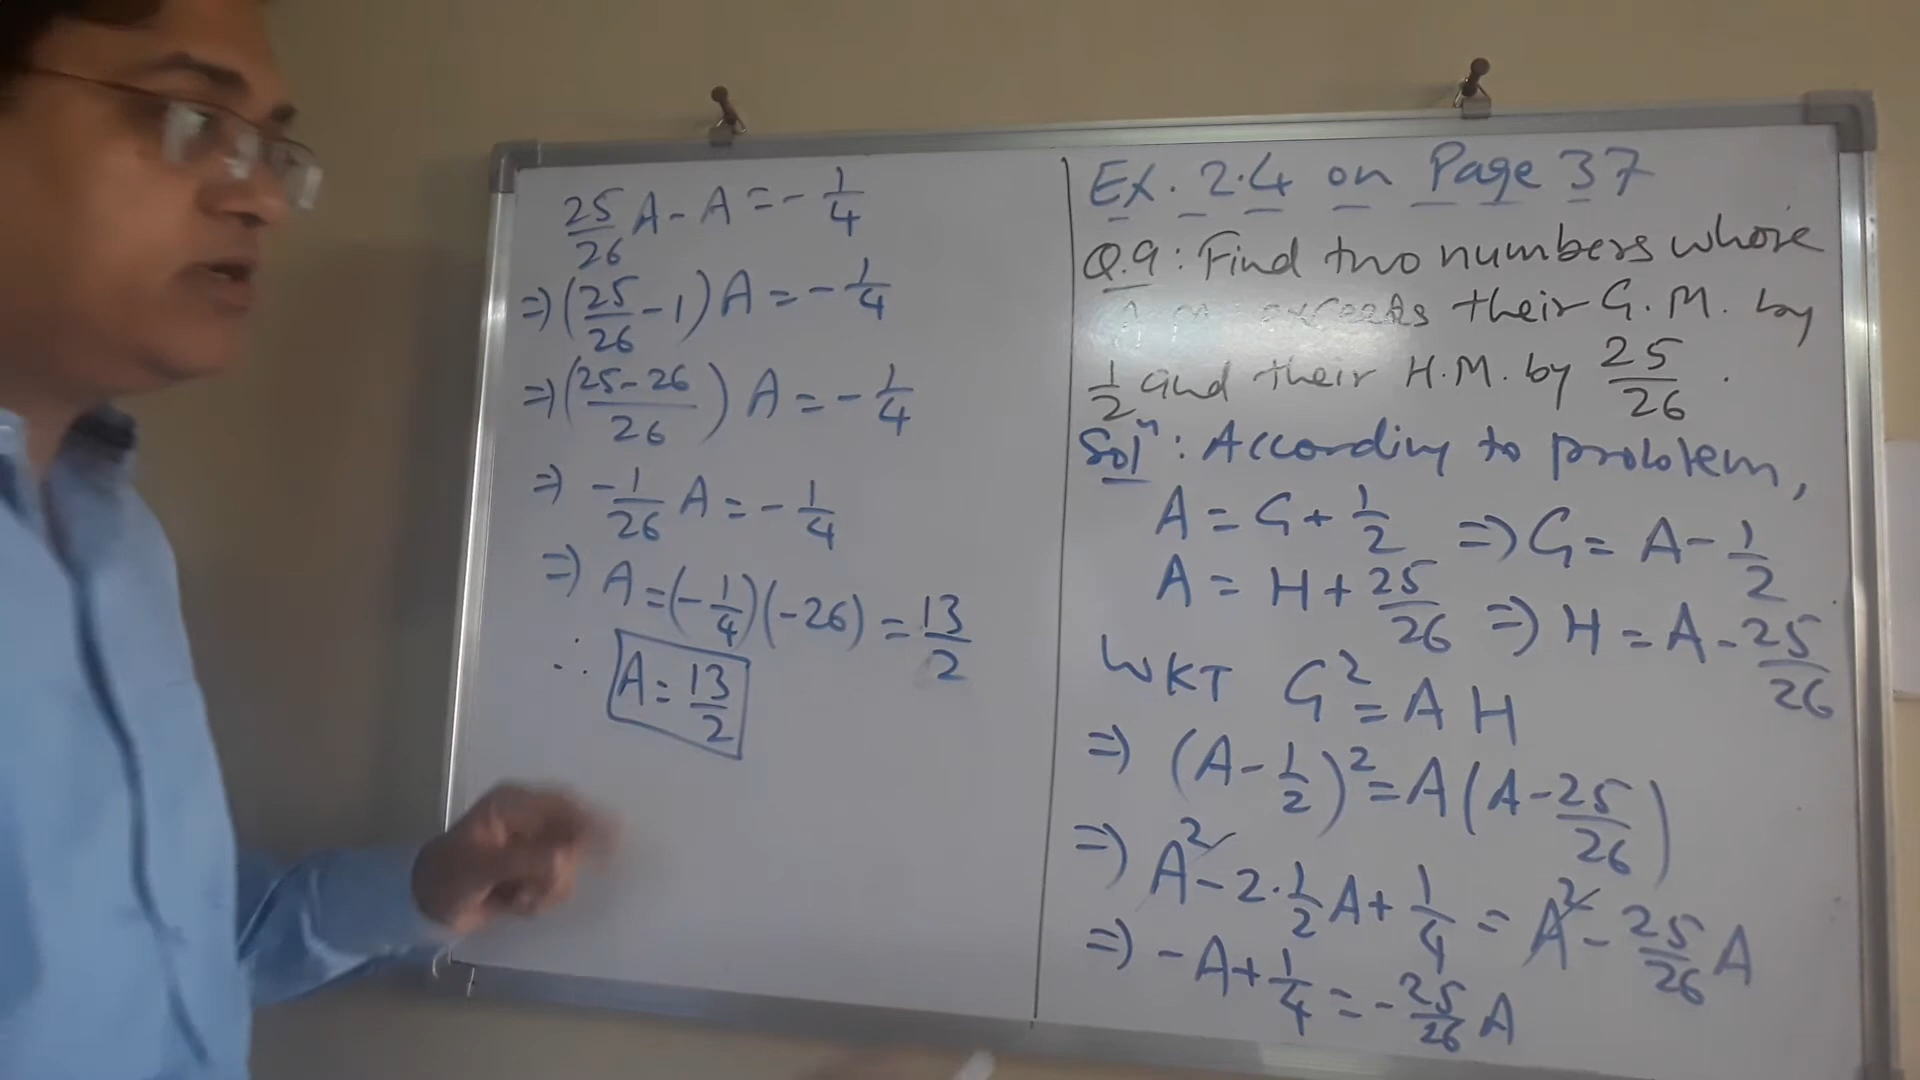 25/26 A - A = - 1/4
⇒ (25/26 - 1) A = - 1/4
⇒ (25-26/26) A = - 1/4
⇒ - 1/26 A = - 1/4
⇒ A = (- 1/4)(-26) = 13/2
∴ A = 13/2
Ex. 2.4 on Page 37
Q.9: Find two numbers whose
exceeds their G.M. by
1/2 and their H.M. by 25/26.
Solⁿ: According to problem,
A = G + 1/2 ⇒ G = A - 1/2
A = H + 25/26 ⇒ H = A - 25/26
WKT G² = A H
⇒ (A - 1/2)² = A (A - 25/26)
⇒ A² - 2·1/2 A + 1/4 = A² - 25/26 A
⇒ - A + 1/4 = - 25/26 A